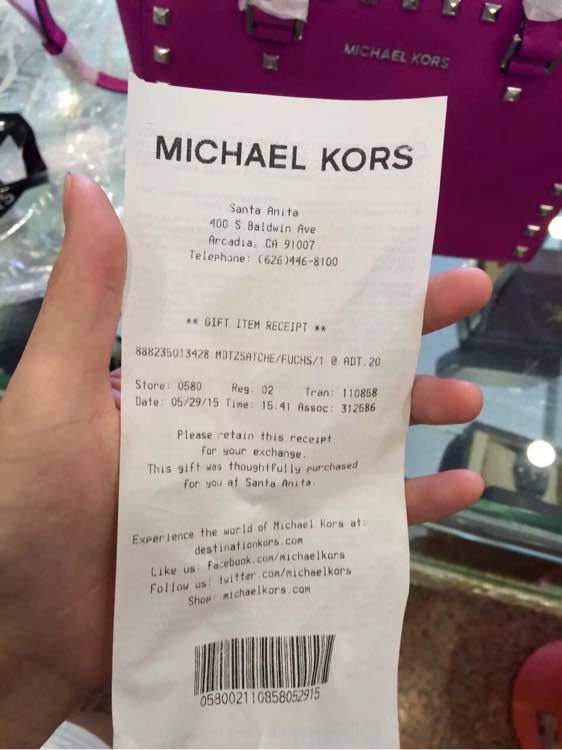 MICHAEL KORS
MICHAEL KORS
Santa Anita
400 S Baldwin Ave
Arcadia, CA 91007
Telephone: (626)446-8100
** GIFT ITEM RECEIPT **
888235013428 MDTZSATCHE/FUCHS/1 @ ADT.20
Store: 0580 Reg: 02 Tran: 110858
Date: 05/29/15 Time: 15:41 Assoc: 312686
Please retain this receipt
for your exchange.
This gift was thoughtfully purchased
for you at Santa Anita.
Experience the world of Michael Kors at:
destinationkors.com
Like us: facebook.com/michaelkors
Follow us: twitter.com/michaelkors
Shop: michaelkors.com
05800211085805​2915